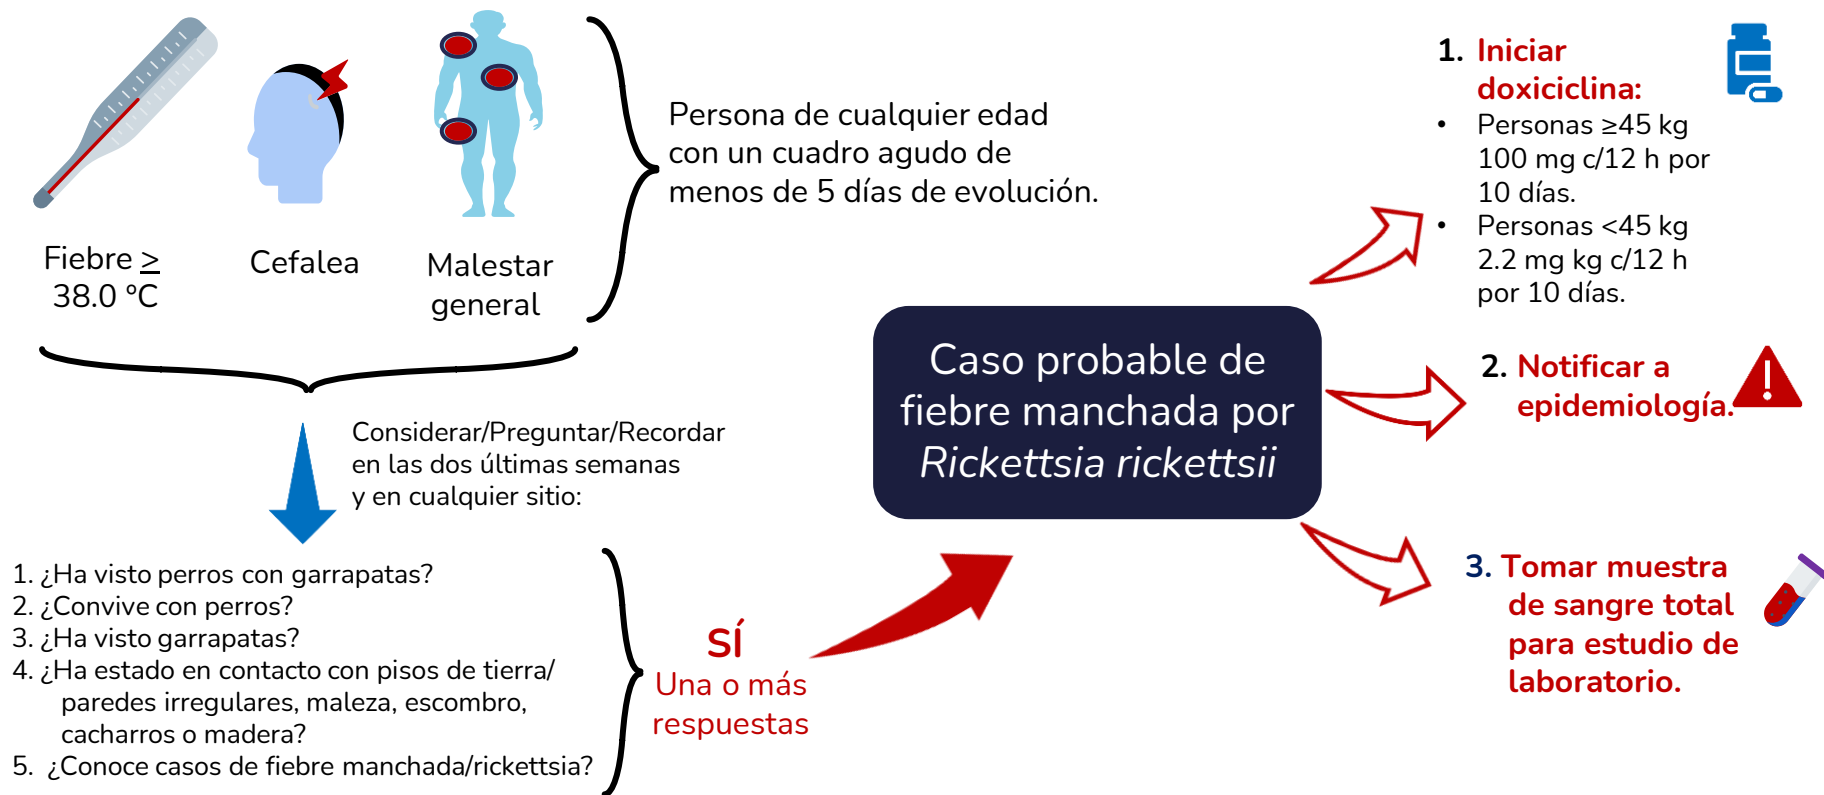 Fiebre ≥
38.0 °C
Cefalea
Malestar
general
Persona de cualquier edad
con un cuadro agudo de
menos de 5 días de evolución.
Considerar/Preguntar/Recordar
en las dos últimas semanas
y en cualquier sitio:
1. ¿Ha visto perros con garrapatas?
2. ¿Convive con perros?
3. ¿Ha visto garrapatas?
4. ¿Ha estado en contacto con pisos de tierra/
paredes irregulares, maleza, escombro,
cacharros o madera?
5. ¿Conoce casos de fiebre manchada/rickettsia?
SÍ
Una o más
respuestas
Caso probable de
fiebre manchada por
Rickettsia rickettsii
1. Iniciar
doxiciclina:
• Personas ≥45 kg
100 mg c/12 h por
10 días.
• Personas <45 kg
2.2 mg kg c/12 h
por 10 días.
2. Notificar a
epidemiología.
3. Tomar muestra
de sangre total
para estudio de
laboratorio.